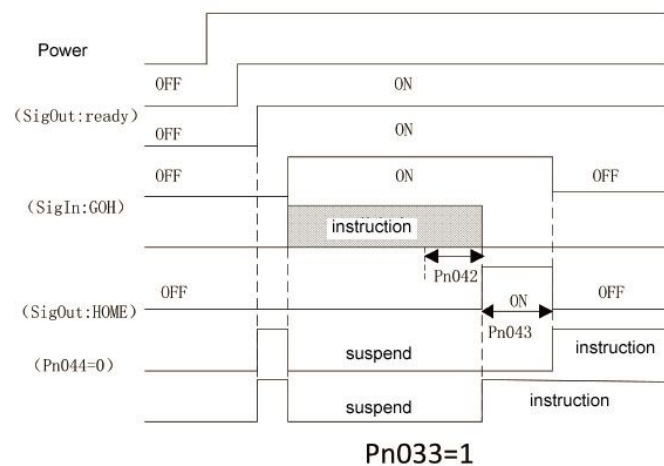 Power
OFF ON
(SigOut:ready)
OFF ON
OFF ON OFF
(SigIn:GOH)
instruction
Pn042
OFF ON OFF
(SigOut:HOME)
Pn043
suspend instruction
(Pn044=0)
suspend instruction
Pn033=1